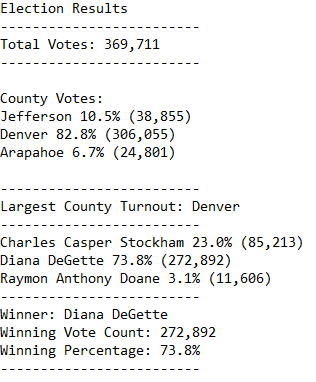 Election Results
-------------------------
Total Votes: 369,711
-------------------------

County Votes:
Jefferson 10.5% (38,855)
Denver 82.8% (306,055)
Arapahoe 6.7% (24,801)

-------------------------
Largest County Turnout: Denver
-------------------------
Charles Casper Stockham 23.0% (85,213)
Diana DeGette 73.8% (272,892)
Raymon Anthony Doane 3.1% (11,606)
-------------------------
Winner: Diana DeGette
Winning Vote Count: 272,892
Winning Percentage: 73.8%
-------------------------